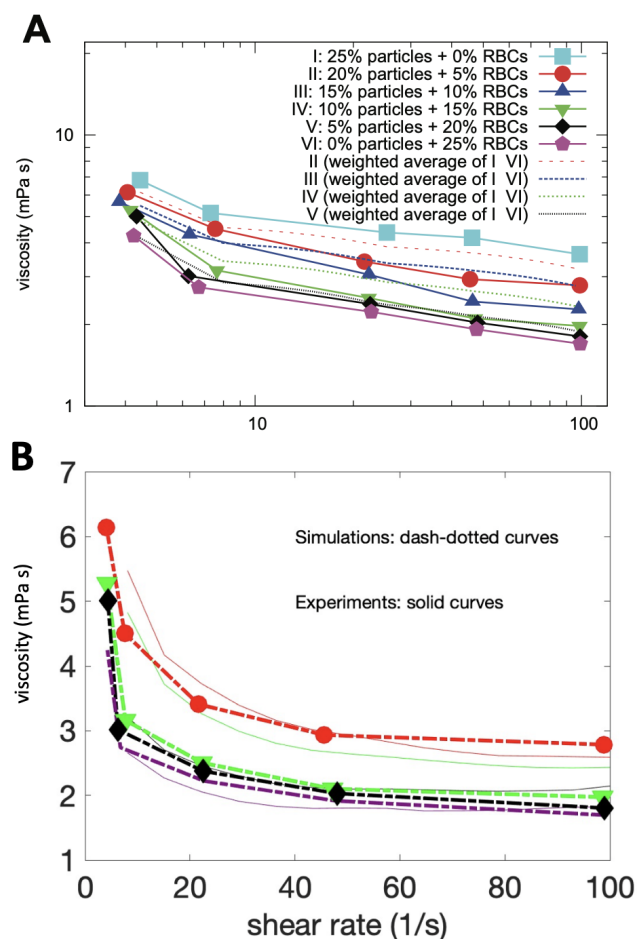 A
I: 25% particles + 0% RBCs
II: 20% particles + 5% RBCs
III: 15% particles + 10% RBCs
IV: 10% particles + 15% RBCs
V: 5% particles + 20% RBCs
VI: 0% particles + 25% RBCs
II (weighted average of I VI)
III (weighted average of I VI)
IV (weighted average of I VI)
V (weighted average of I VI)
viscosity (mPa s)
10
1
10
100
B
7
6
5
4
3
2
1
Simulations: dash-dotted curves
Experiments: solid curves
viscosity (mPa s)
0
20
40
60
80
100
shear rate (1/s)